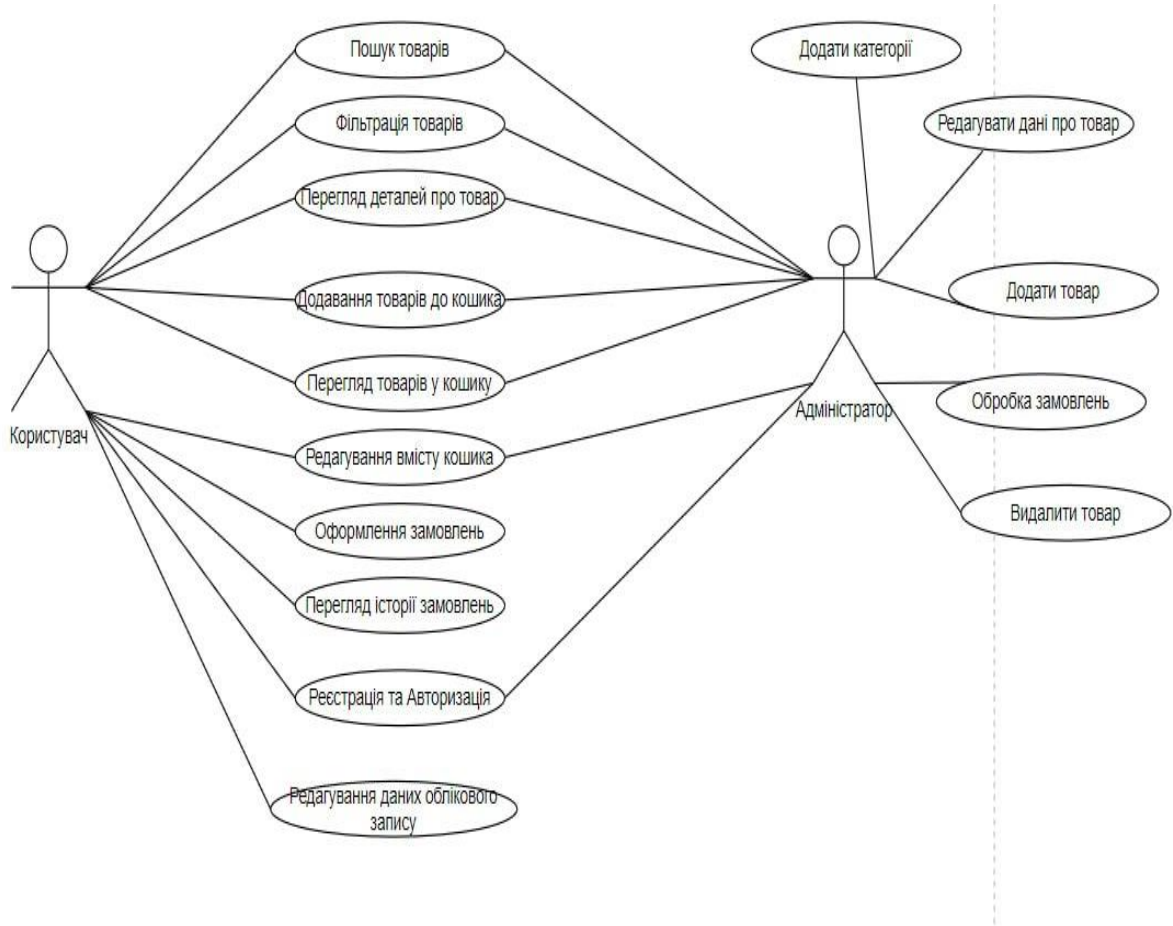 Пошук товарів
Додати категорії
Фільтрація товарів
Редагувати дані про товар
Перегляд деталей про товар
Додавання товарів до кошика
Додати товар
Перегляд товарів у кошику
Адміністратор
Обробка замовлень
Користувач
Редагування вмісту кошика
Оформлення замовлень
Видалити товар
Перегляд історії замовлень
Реєстрація та Авторизація
Редагування даних облікового
запису